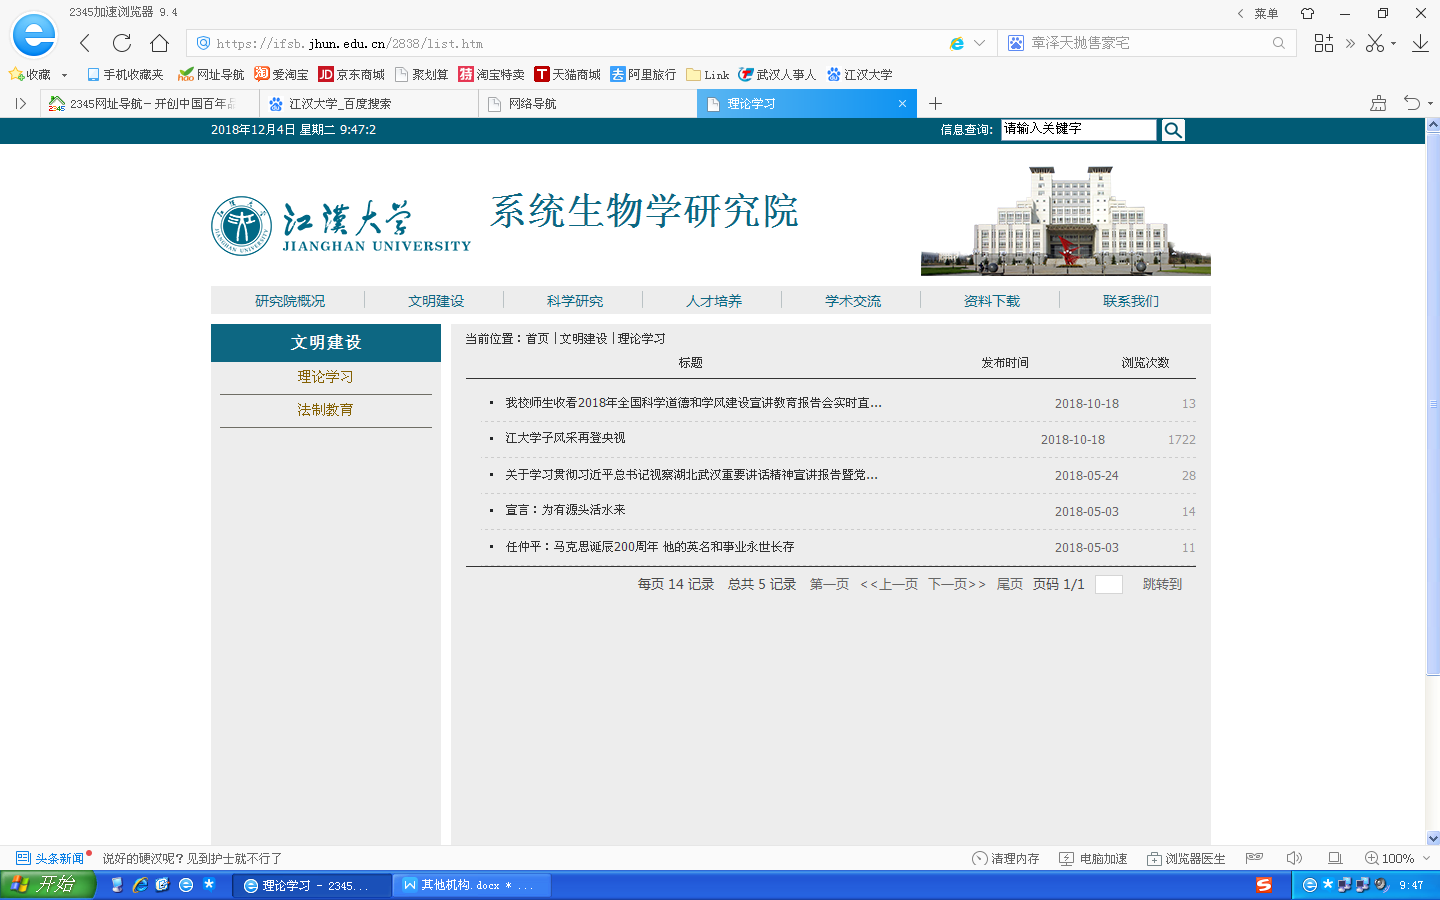 2345加速浏览器 9.4
菜单
https://ifsb.jhun.edu.cn/2838/list.htm
章泽天抛售豪宅
收藏 手机收藏夹 网址导航 爱淘宝 京东商城 聚划算 淘宝特卖 天猫商城 阿里旅行 Link 武汉人事人 江汉大学
2345网址导航－开创中国百年品 江汉大学_百度搜索 网络导航 理论学习
2018年12月4日 星期二 9:47:2
信息查询: 请输入关键字
江汉大学
JIANGHAN UNIVERSITY
系统生物学研究院
研究院概况 文明建设 科学研究 人才培养 学术交流 资料下载 联系我们
文明建设
理论学习
法制教育
当前位置：首页 | 文明建设 | 理论学习
标题 发布时间 浏览次数
我校师生收看2018年全国科学道德和学风建设宣讲教育报告会实时直... 2018-10-18 13
江大学子风采再登央视 2018-10-18 1722
关于学习贯彻习近平总书记视察湖北武汉重要讲话精神宣讲报告暨党... 2018-05-24 28
宣言：为有源头活水来 2018-05-03 14
任仲平：马克思诞辰200周年 他的英名和事业永世长存 2018-05-03 11
每页 14 记录 总共 5 记录 第一页 <<上一页 下一页>> 尾页 页码 1/1 跳转到
头条新闻 说好的硬汉呢？见到护士就不行了
清理内存 电脑加速 浏览器医生 100%
开始 理论学习 - 2345... 其他机构.docx * ... 9:47